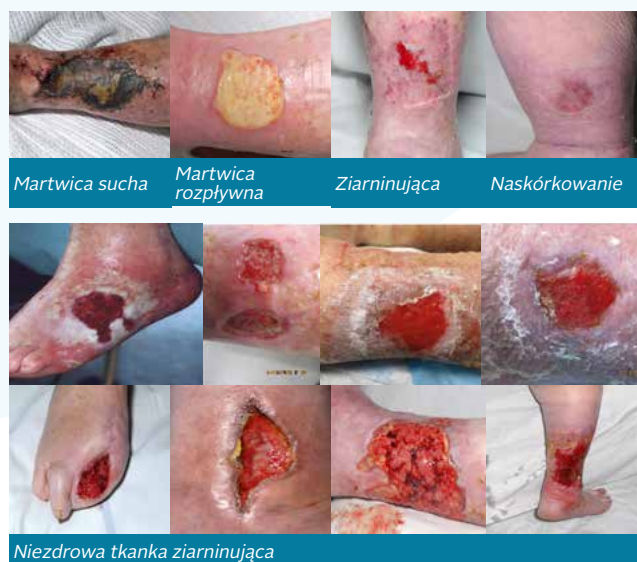 Martwica sucha
Martwica
rozpływna
Ziarninująca
Naskórkowanie
Niezdrowa tkanka ziarninująca